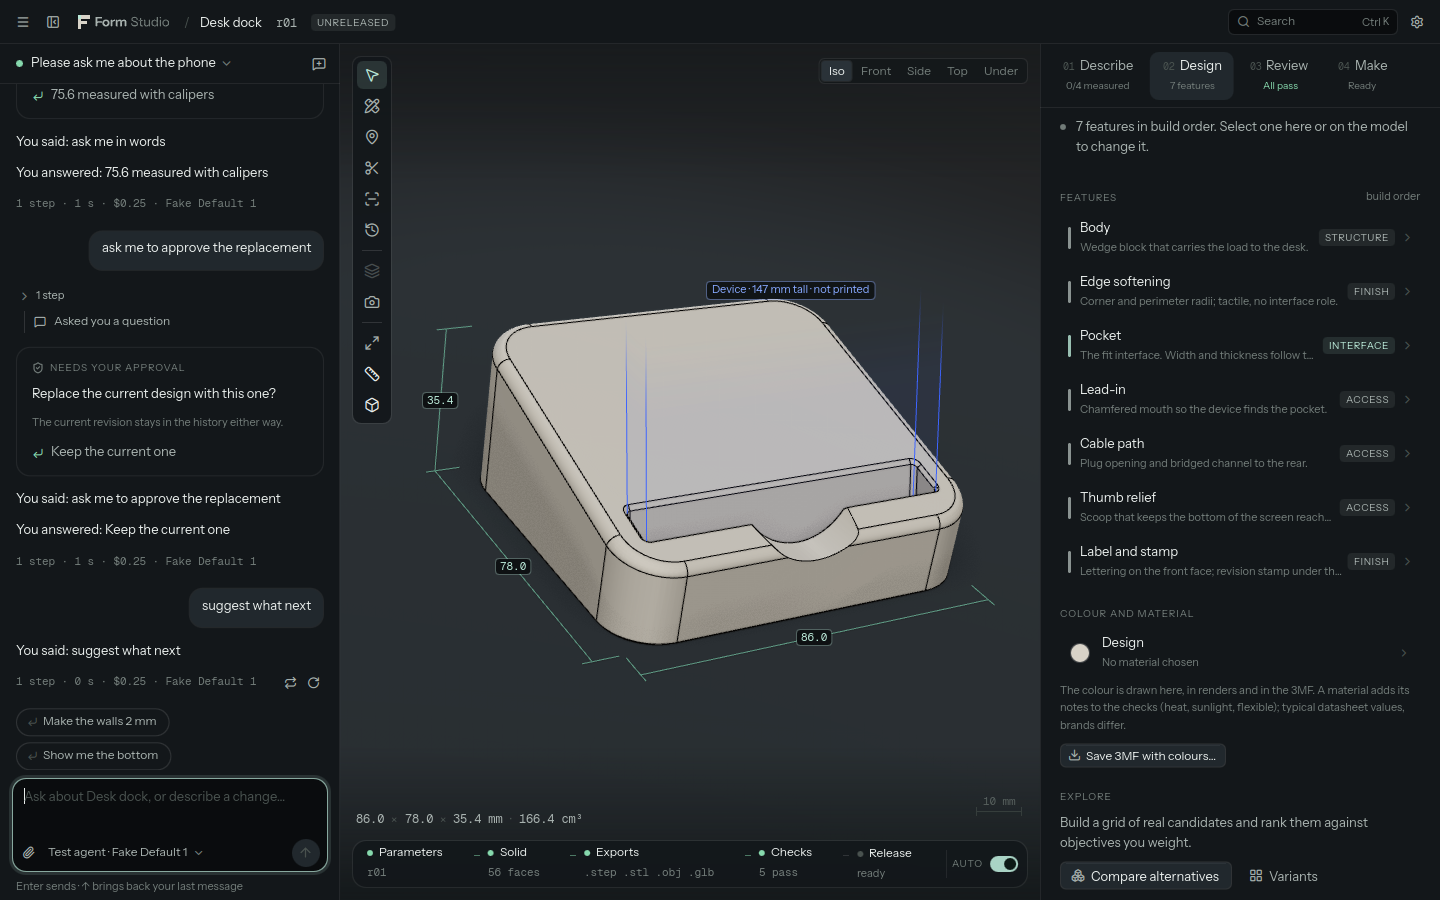 Form Studio / Desk dock r01 UNRELEASED
Search Ctrl K
Please ask me about the phone
75.6 measured with calipers
You said: ask me in words
You answered: 75.6 measured with calipers
1 step · 1 s · $0.25 · Fake Default 1
ask me to approve the replacement
1 step
Asked you a question
NEEDS YOUR APPROVAL
Replace the current design with this one?
The current revision stays in the history either way.
Keep the current one
You said: ask me to approve the replacement
You answered: Keep the current one
1 step · 1 s · $0.25 · Fake Default 1
suggest what next
You said: suggest what next
1 step · 0 s · $0.25 · Fake Default 1
Make the walls 2 mm
Show me the bottom
Ask about Desk dock, or describe a change...
Test agent · Fake Default 1
Enter sends · ↑ brings back your last message
Iso Front Side Top Under
Device · 147 mm tall · not printed
35.4
78.0
86.0
10 mm
86.0 × 78.0 × 35.4 mm · 166.4 cm³
Parameters
r01
Solid
56 faces
Exports
.step .stl .obj .glb
Checks
5 pass
Release
ready
AUTO
01 Describe
0/4 measured
02 Design
7 features
03 Review
All pass
04 Make
Ready
7 features in build order. Select one here or on the model
to change it.
FEATURES build order
Body
Wedge block that carries the load to the desk.
STRUCTURE
Edge softening
Corner and perimeter radii; tactile, no interface role.
FINISH
Pocket
The fit interface. Width and thickness follow t...
INTERFACE
Lead-in
Chamfered mouth so the device finds the pocket.
ACCESS
Cable path
Plug opening and bridged channel to the rear.
ACCESS
Thumb relief
Scoop that keeps the bottom of the screen reach...
ACCESS
Label and stamp
Lettering on the front face; revision stamp under th...
FINISH
COLOUR AND MATERIAL
Design
No material chosen
The colour is drawn here, in renders and in the 3MF. A material adds its
notes to the checks (heat, sunlight, flexible); typical datasheet values,
brands differ.
Save 3MF with colours...
EXPLORE
Build a grid of real candidates and rank them against
objectives you weight.
Compare alternatives
Variants